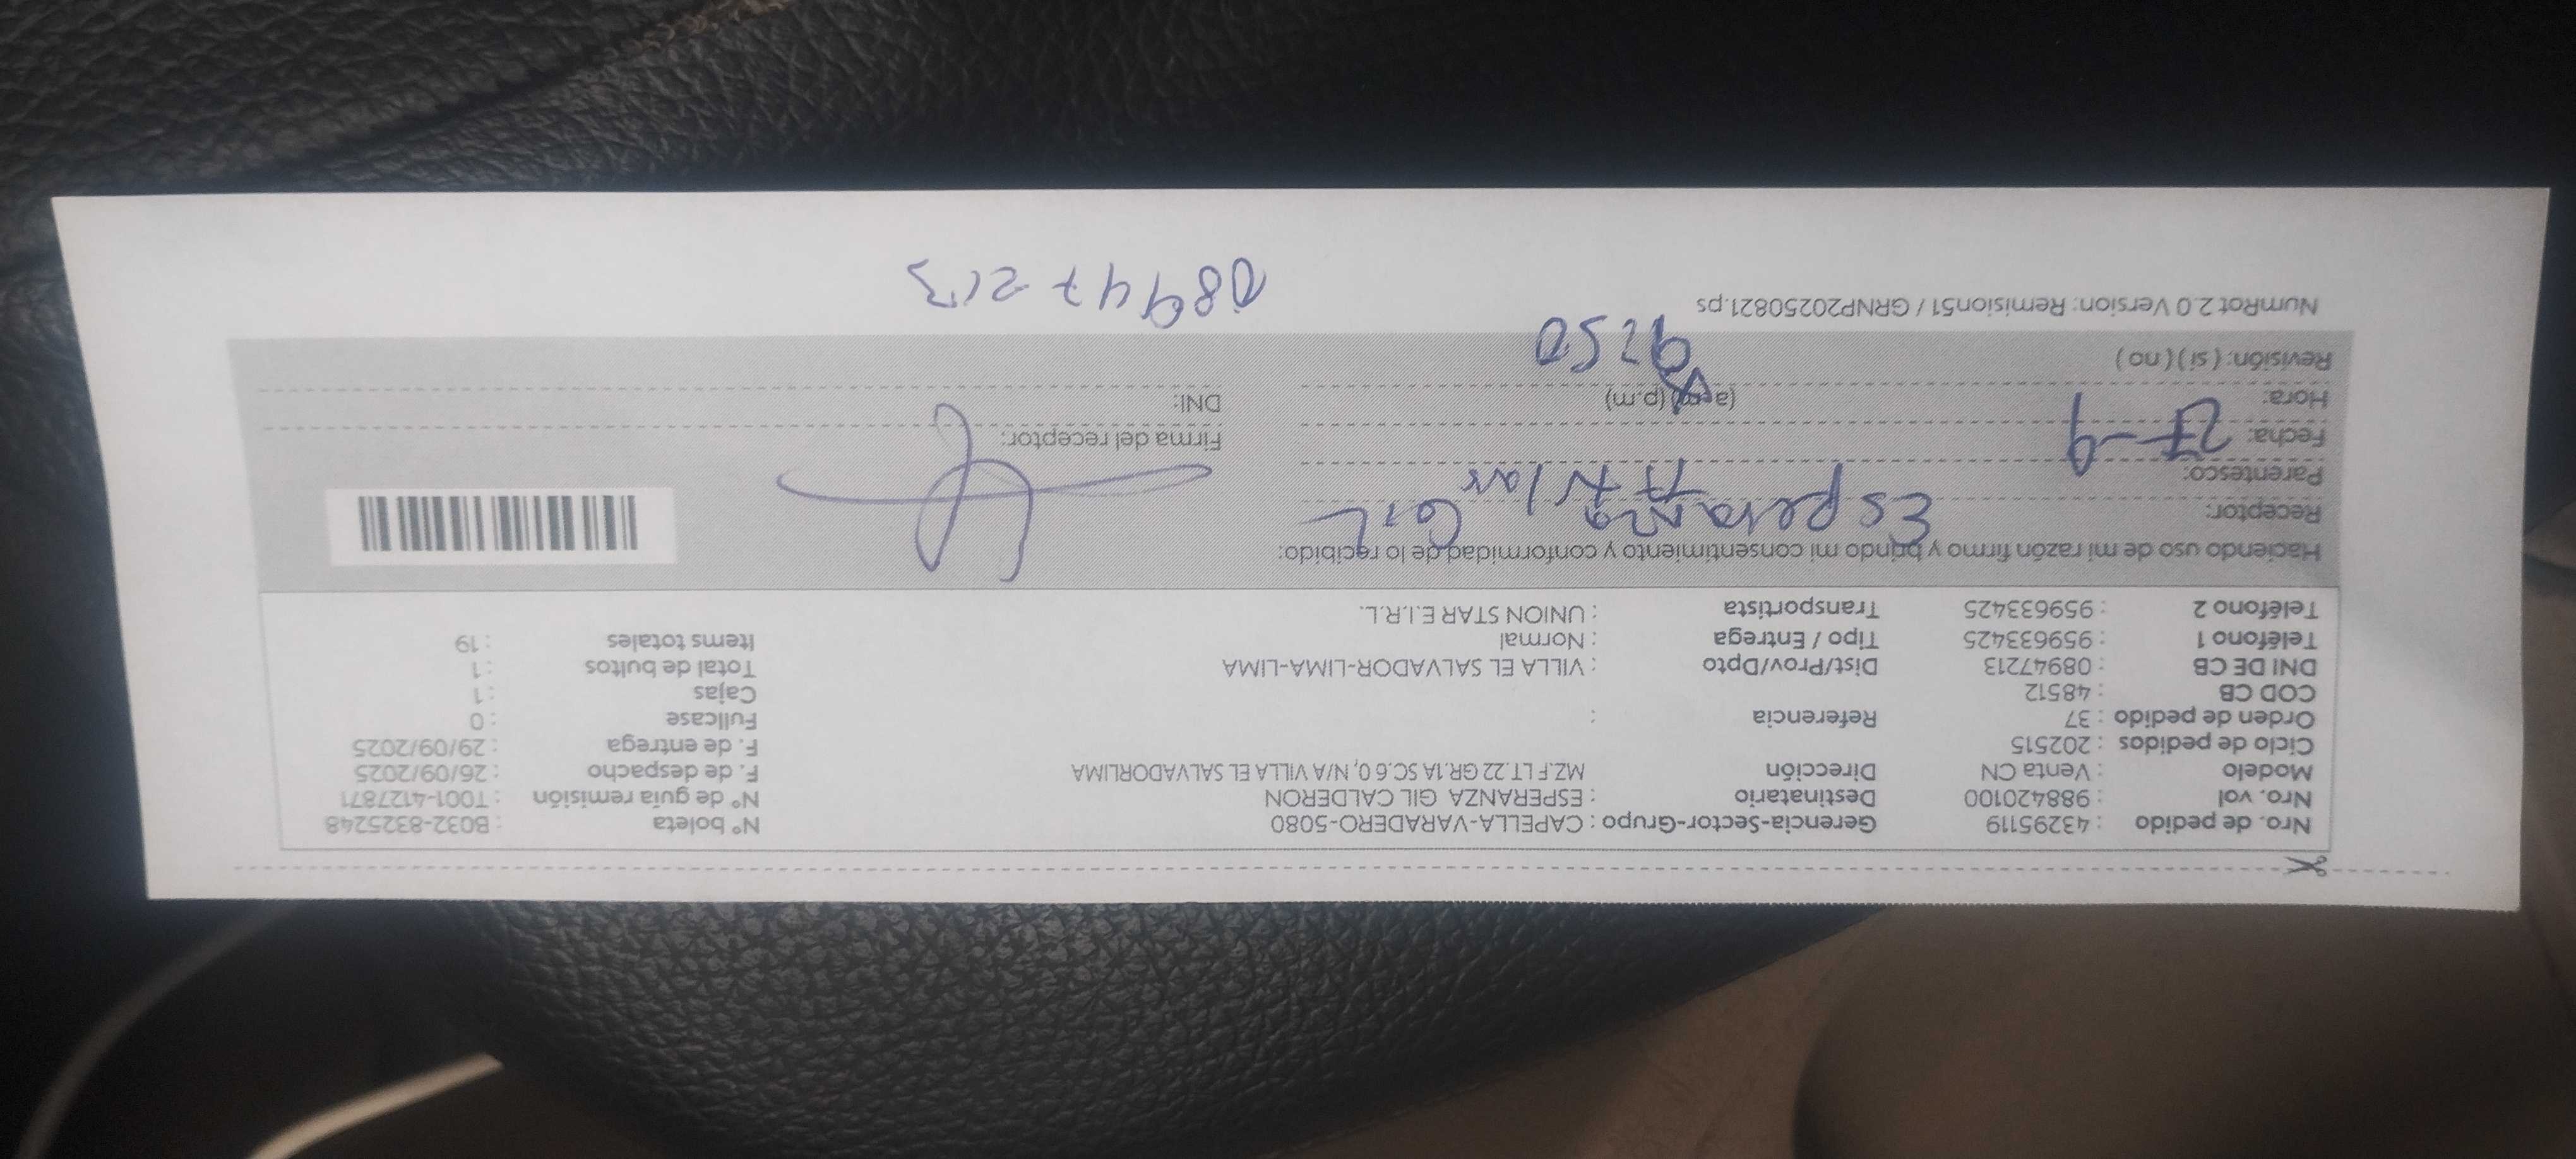 Nro. de pedido : 43295119 Gerencia-Sector-Grupo : CAPELLA-VARADERO-5080 Nº boleta : B032-8325248
Nro. vol : 988420100 Destinatario : ESPERANZA GIL CALDERON Nº de guía remisión : T001-4127871
Modelo : Venta CN Dirección MZ.F LT.22 GR.1A SC.6 0, N/A VILLA EL SALVADORLIMA F. de despacho : 26/09/2025
Ciclo de pedidos : 202515 F. de entrega : 29/09/2025
Orden de pedido : 37 Referencia : Fullcase : 0
COD CB : 48512 Cajas : 1
DNI DE CB : 08947213 Dist/Prov/Dpto : VILLA EL SALVADOR-LIMA-LIMA Total de bultos : 1
Teléfono 1 : 959633425 Tipo / Entrega : Normal Items totales : 19
Teléfono 2 : 959633425 Transportista : UNION STAR E.I.R.L.
Haciendo uso de mi razón firmo y brindo mi consentimiento y conformidad de lo recibido:
Receptor: Esperanza Gil
Parentesco: Titular
Fecha: 27-9 Firma del receptor:
Hora: (a.m) (p.m) DNI:
Revisión: ( si ) ( no ) 9:50
NumRot 2.0 Version: Remision51 / GRNP20250821.ps 08947213